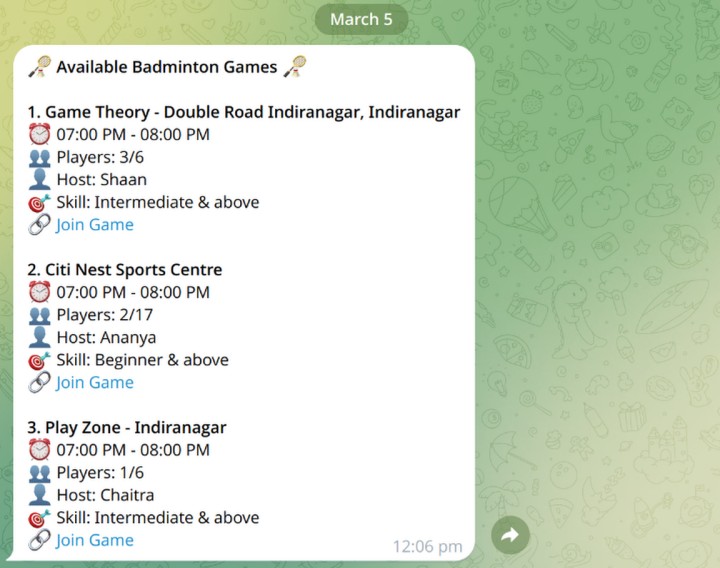 March 5
🏸 Available Badminton Games 🏸
1. Game Theory - Double Road Indiranagar, Indiranagar
⏰ 07:00 PM - 08:00 PM
👥 Players: 3/6
👤 Host: Shaan
🎯 Skill: Intermediate & above
🔗 Join Game
2. Citi Nest Sports Centre
⏰ 07:00 PM - 08:00 PM
👥 Players: 2/17
👤 Host: Ananya
🎯 Skill: Beginner & above
🔗 Join Game
3. Play Zone - Indiranagar
⏰ 07:00 PM - 08:00 PM
👥 Players: 1/6
👤 Host: Chaitra
🎯 Skill: Intermediate & above
🔗 Join Game
12:06 pm